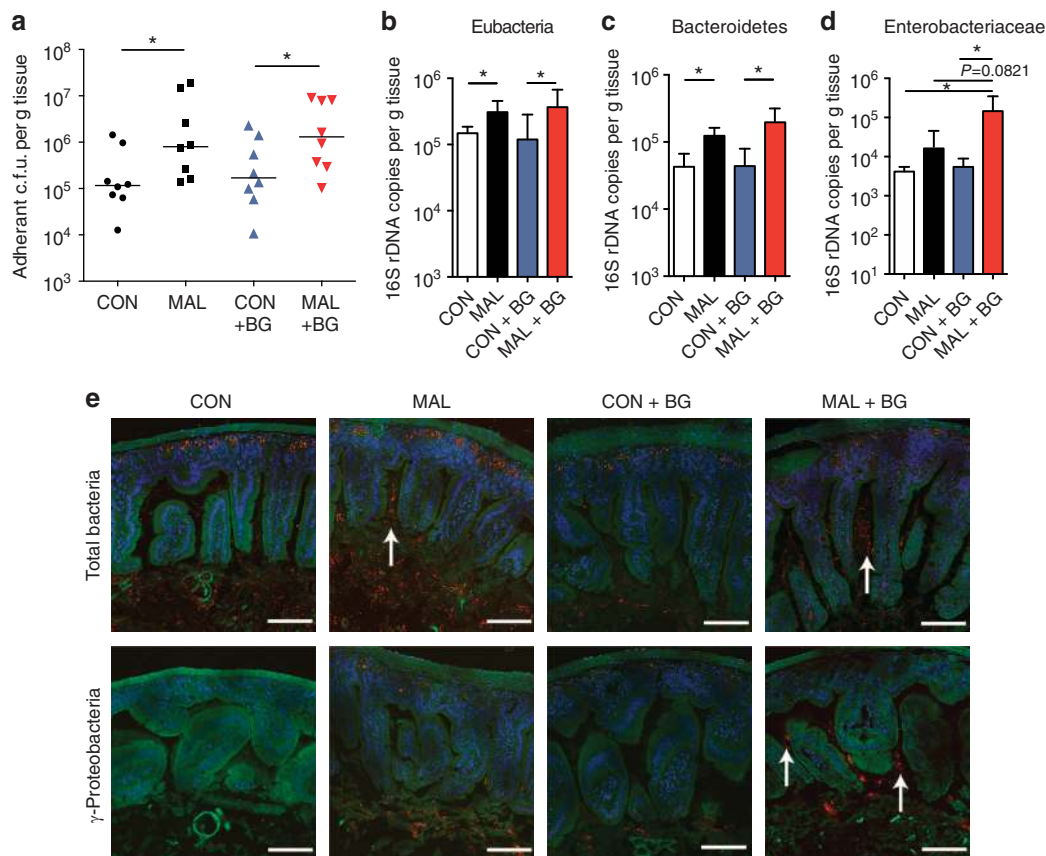 a
Adherant c.f.u. per g tissue
10^8
10^7
10^6
10^5
10^4
10^3
*
*
CON
MAL
CON
+BG
MAL
+BG
b
Eubacteria
16S rDNA copies per g tissue
10^6
10^5
10^4
10^3
*
*
CON
MAL
CON + BG
MAL + BG
c
Bacteroidetes
16S rDNA copies per g tissue
10^6
10^5
10^4
10^3
*
*
CON
MAL
CON + BG
MAL + BG
d
Enterobacteriaceae
16S rDNA copies per g tissue
10^6
10^5
10^4
10^3
10^2
10^1
*
P=0.0821
*
CON
MAL
CON + BG
MAL + BG
e
CON
MAL
CON + BG
MAL + BG
Total bacteria
γ-Proteobacteria